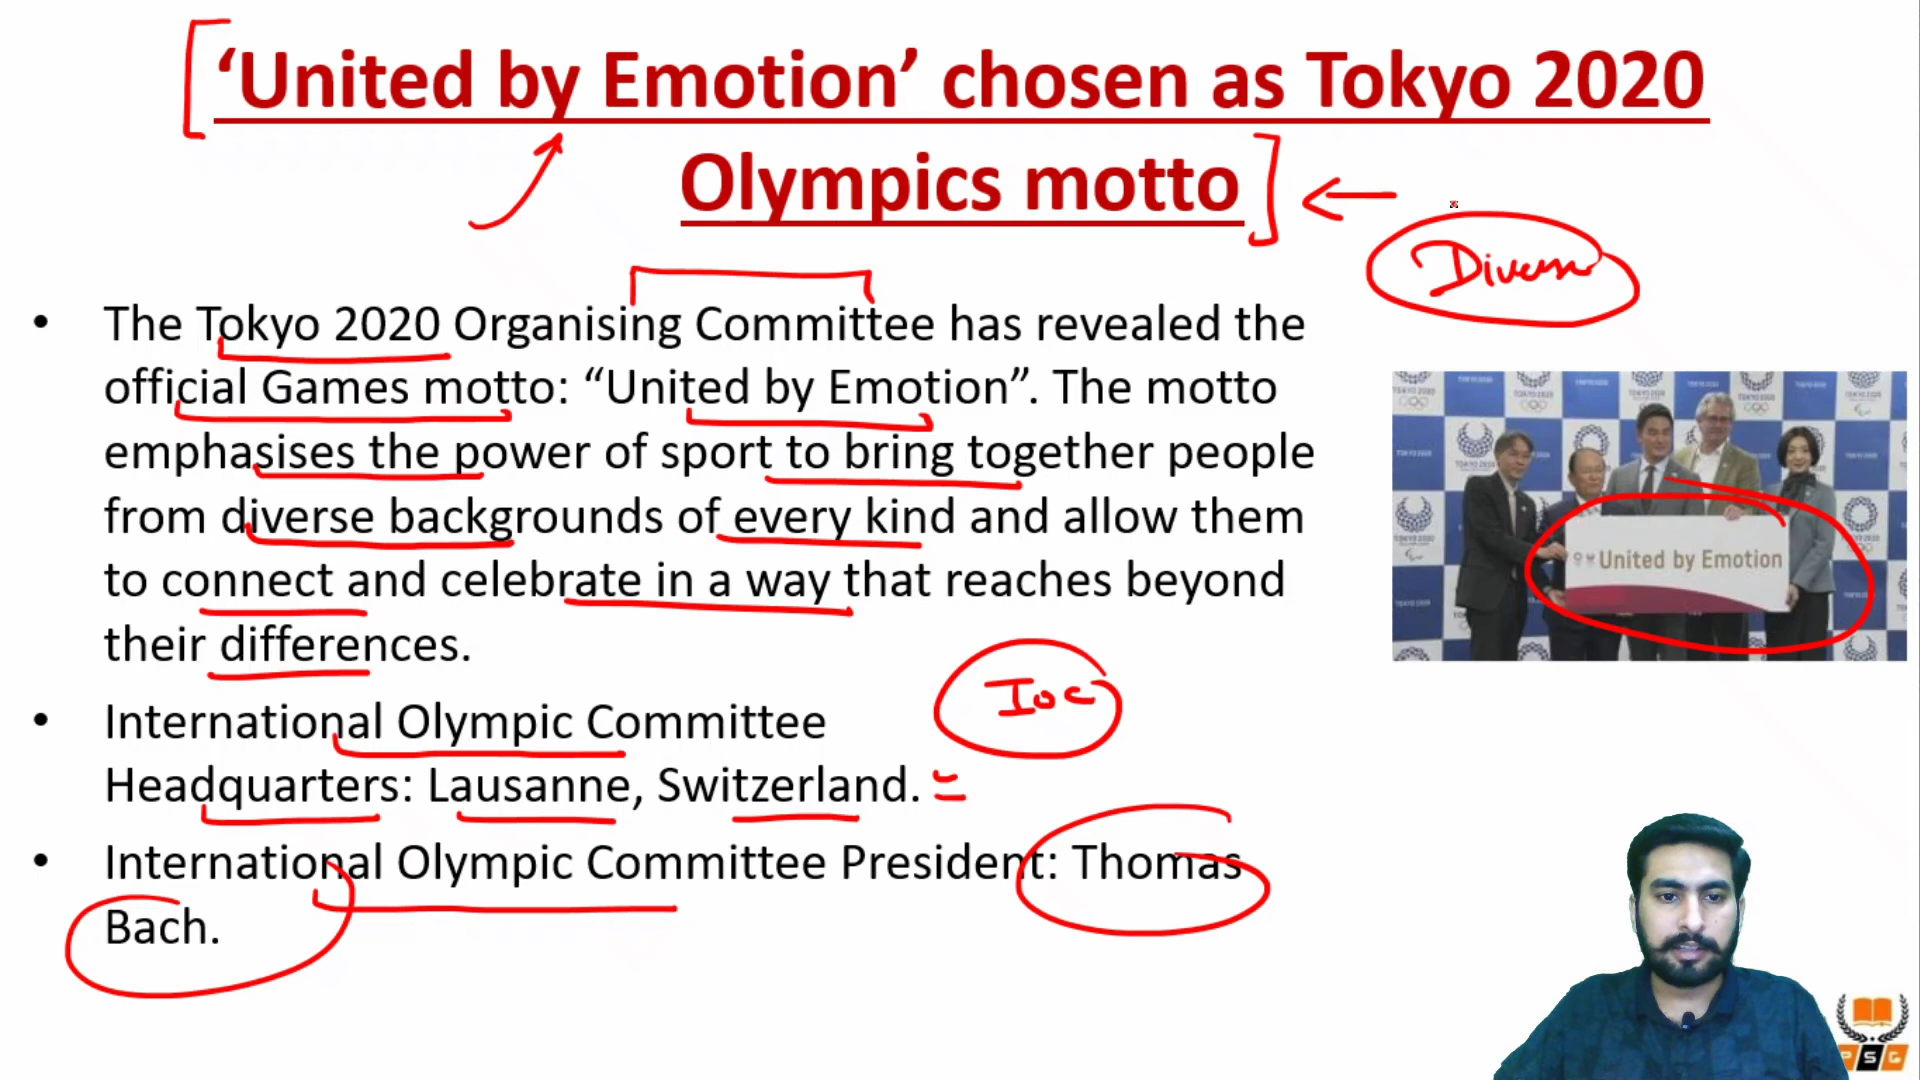 ‘United by Emotion’ chosen as Tokyo 2020
Olympics motto
Diverse
• The Tokyo 2020 Organising Committee has revealed the
official Games motto: “United by Emotion”. The motto
emphasises the power of sport to bring together people
from diverse backgrounds of every kind and allow them
to connect and celebrate in a way that reaches beyond
their differences.
United by Emotion
IOC
• International Olympic Committee
Headquarters: Lausanne, Switzerland.
• International Olympic Committee President: Thomas
Bach.
PSG